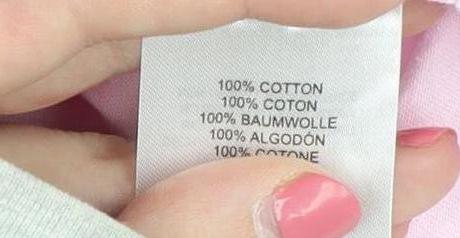 100% COTTON
100% COTON
100% BAUMWOLLE
100% ALGODÓN
100% COTONE